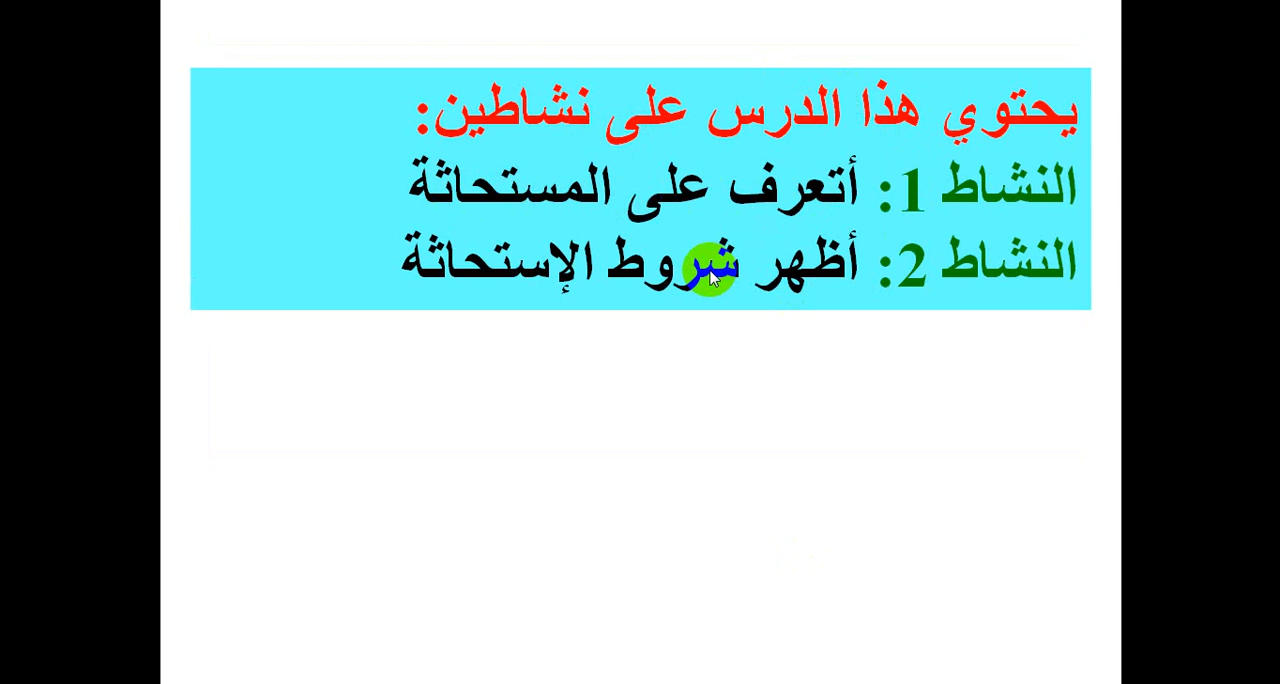 يحتوي هذا الدرس على نشاطين:
النشاط 1: أتعرف على المستحاثة
النشاط 2: أظهر شروط الإستحاثة